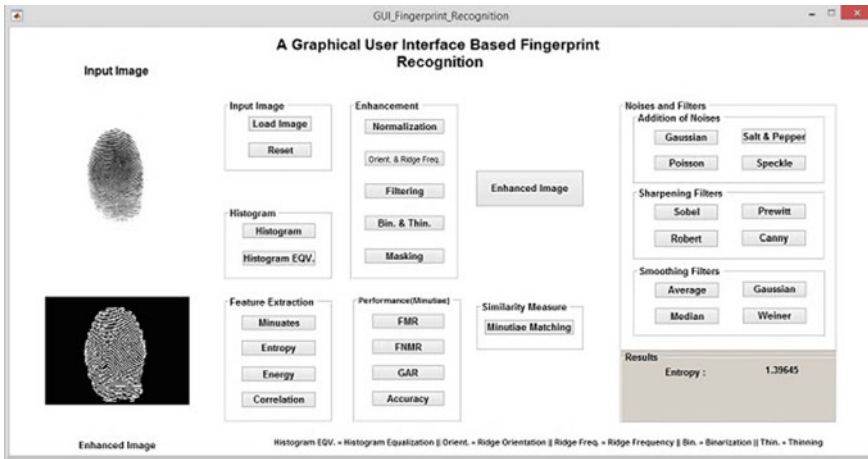 GUI_Fingerprint_Recognition
A Graphical User Interface Based Fingerprint
Recognition
Input Image
Input Image
Load Image
Reset
Histogram
Histogram
Histogram EQV.
Feature Extraction
Minuates
Entropy
Energy
Correlation
Enhancement
Normalization
Orient. & Ridge Freq.
Filtering
Bin. & Thin.
Masking
Performance(Minutiae)
FMR
FNMR
GAR
Accuracy
Enhanced Image
Similarity Measure
Minutiae Matching
Noises and Filters
Addition of Noises
Gaussian Salt & Pepper
Poisson Speckle
Sharpening Filters
Sobel Prewitt
Robert Canny
Smoothing Filters
Average Gaussian
Median Weiner
Results
Entropy : 1.39645
Enhanced Image
Histogram EQV. = Histogram Equalization || Orient. = Ridge Orientation || Ridge Freq. = Ridge Frequency || Bin. = Binarization || Thin. = Thinning